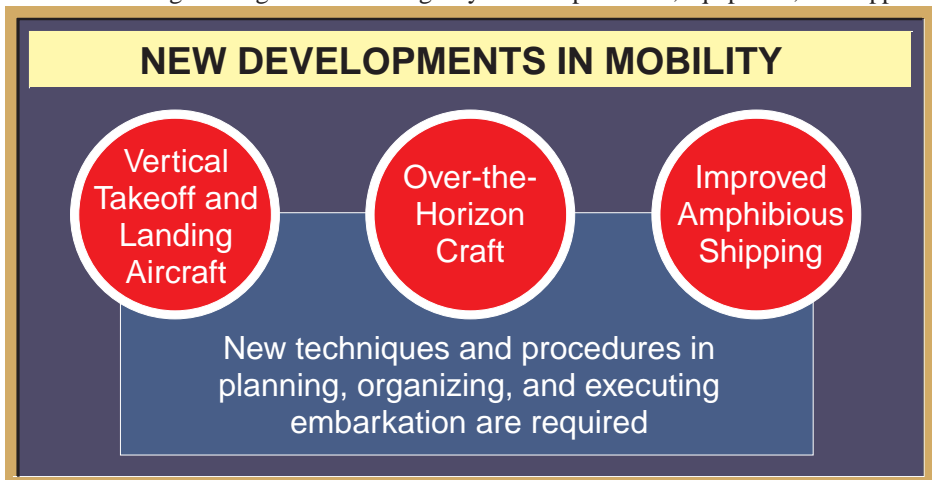 NEW DEVELOPMENTS IN MOBILITY
Vertical
Takeoff and
Landing
Aircraft
Over-the-
Horizon
Craft
Improved
Amphibious
Shipping
New techniques and procedures in
planning, organizing, and executing
embarkation are required